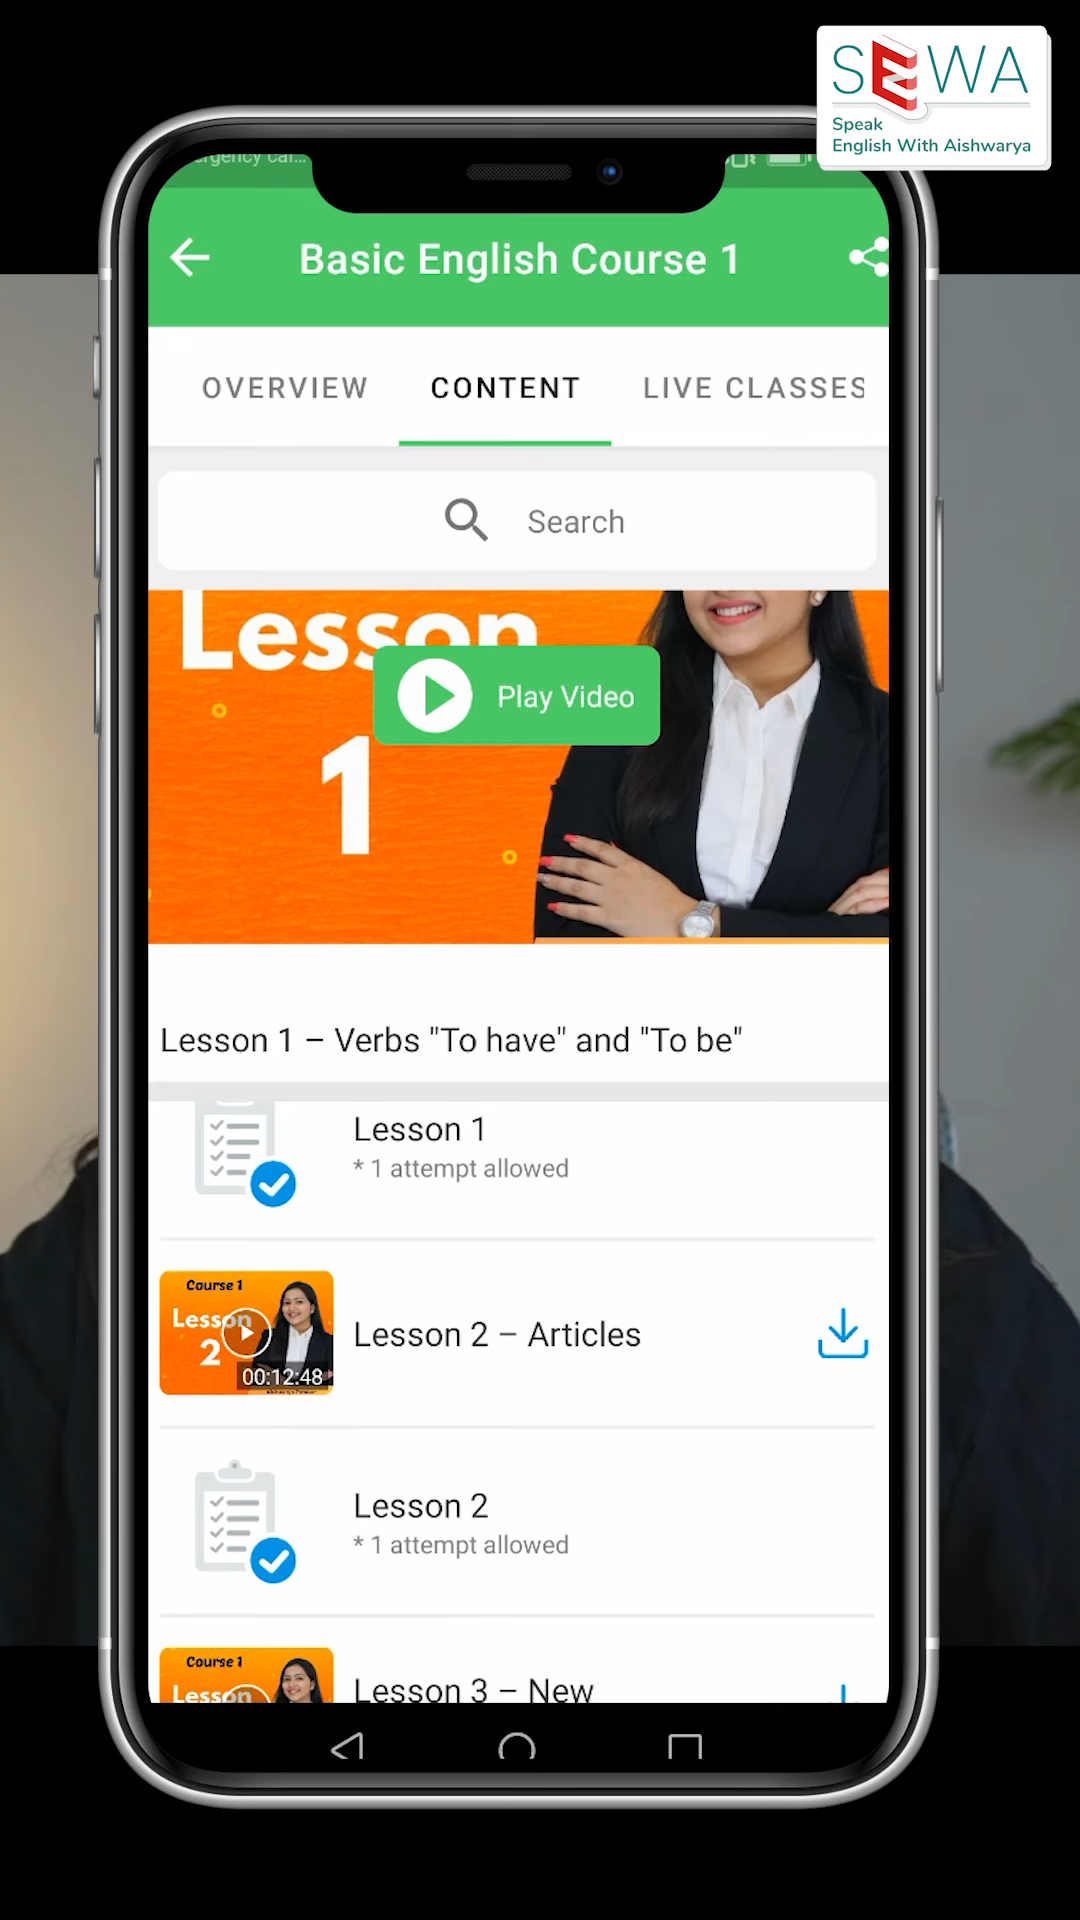 SEWA
Speak
English With Aishwarya
Basic English Course 1
OVERVIEW
CONTENT
LIVE CLASSES
Search
Lesson
1
Play Video
Lesson 1 – Verbs "To have" and "To be"
Lesson 1
* 1 attempt allowed
Course 1
Lesson
2
00:12:48
Lesson 2 – Articles
Lesson 2
* 1 attempt allowed
Course 1
Lesson
Lesson 3 – New